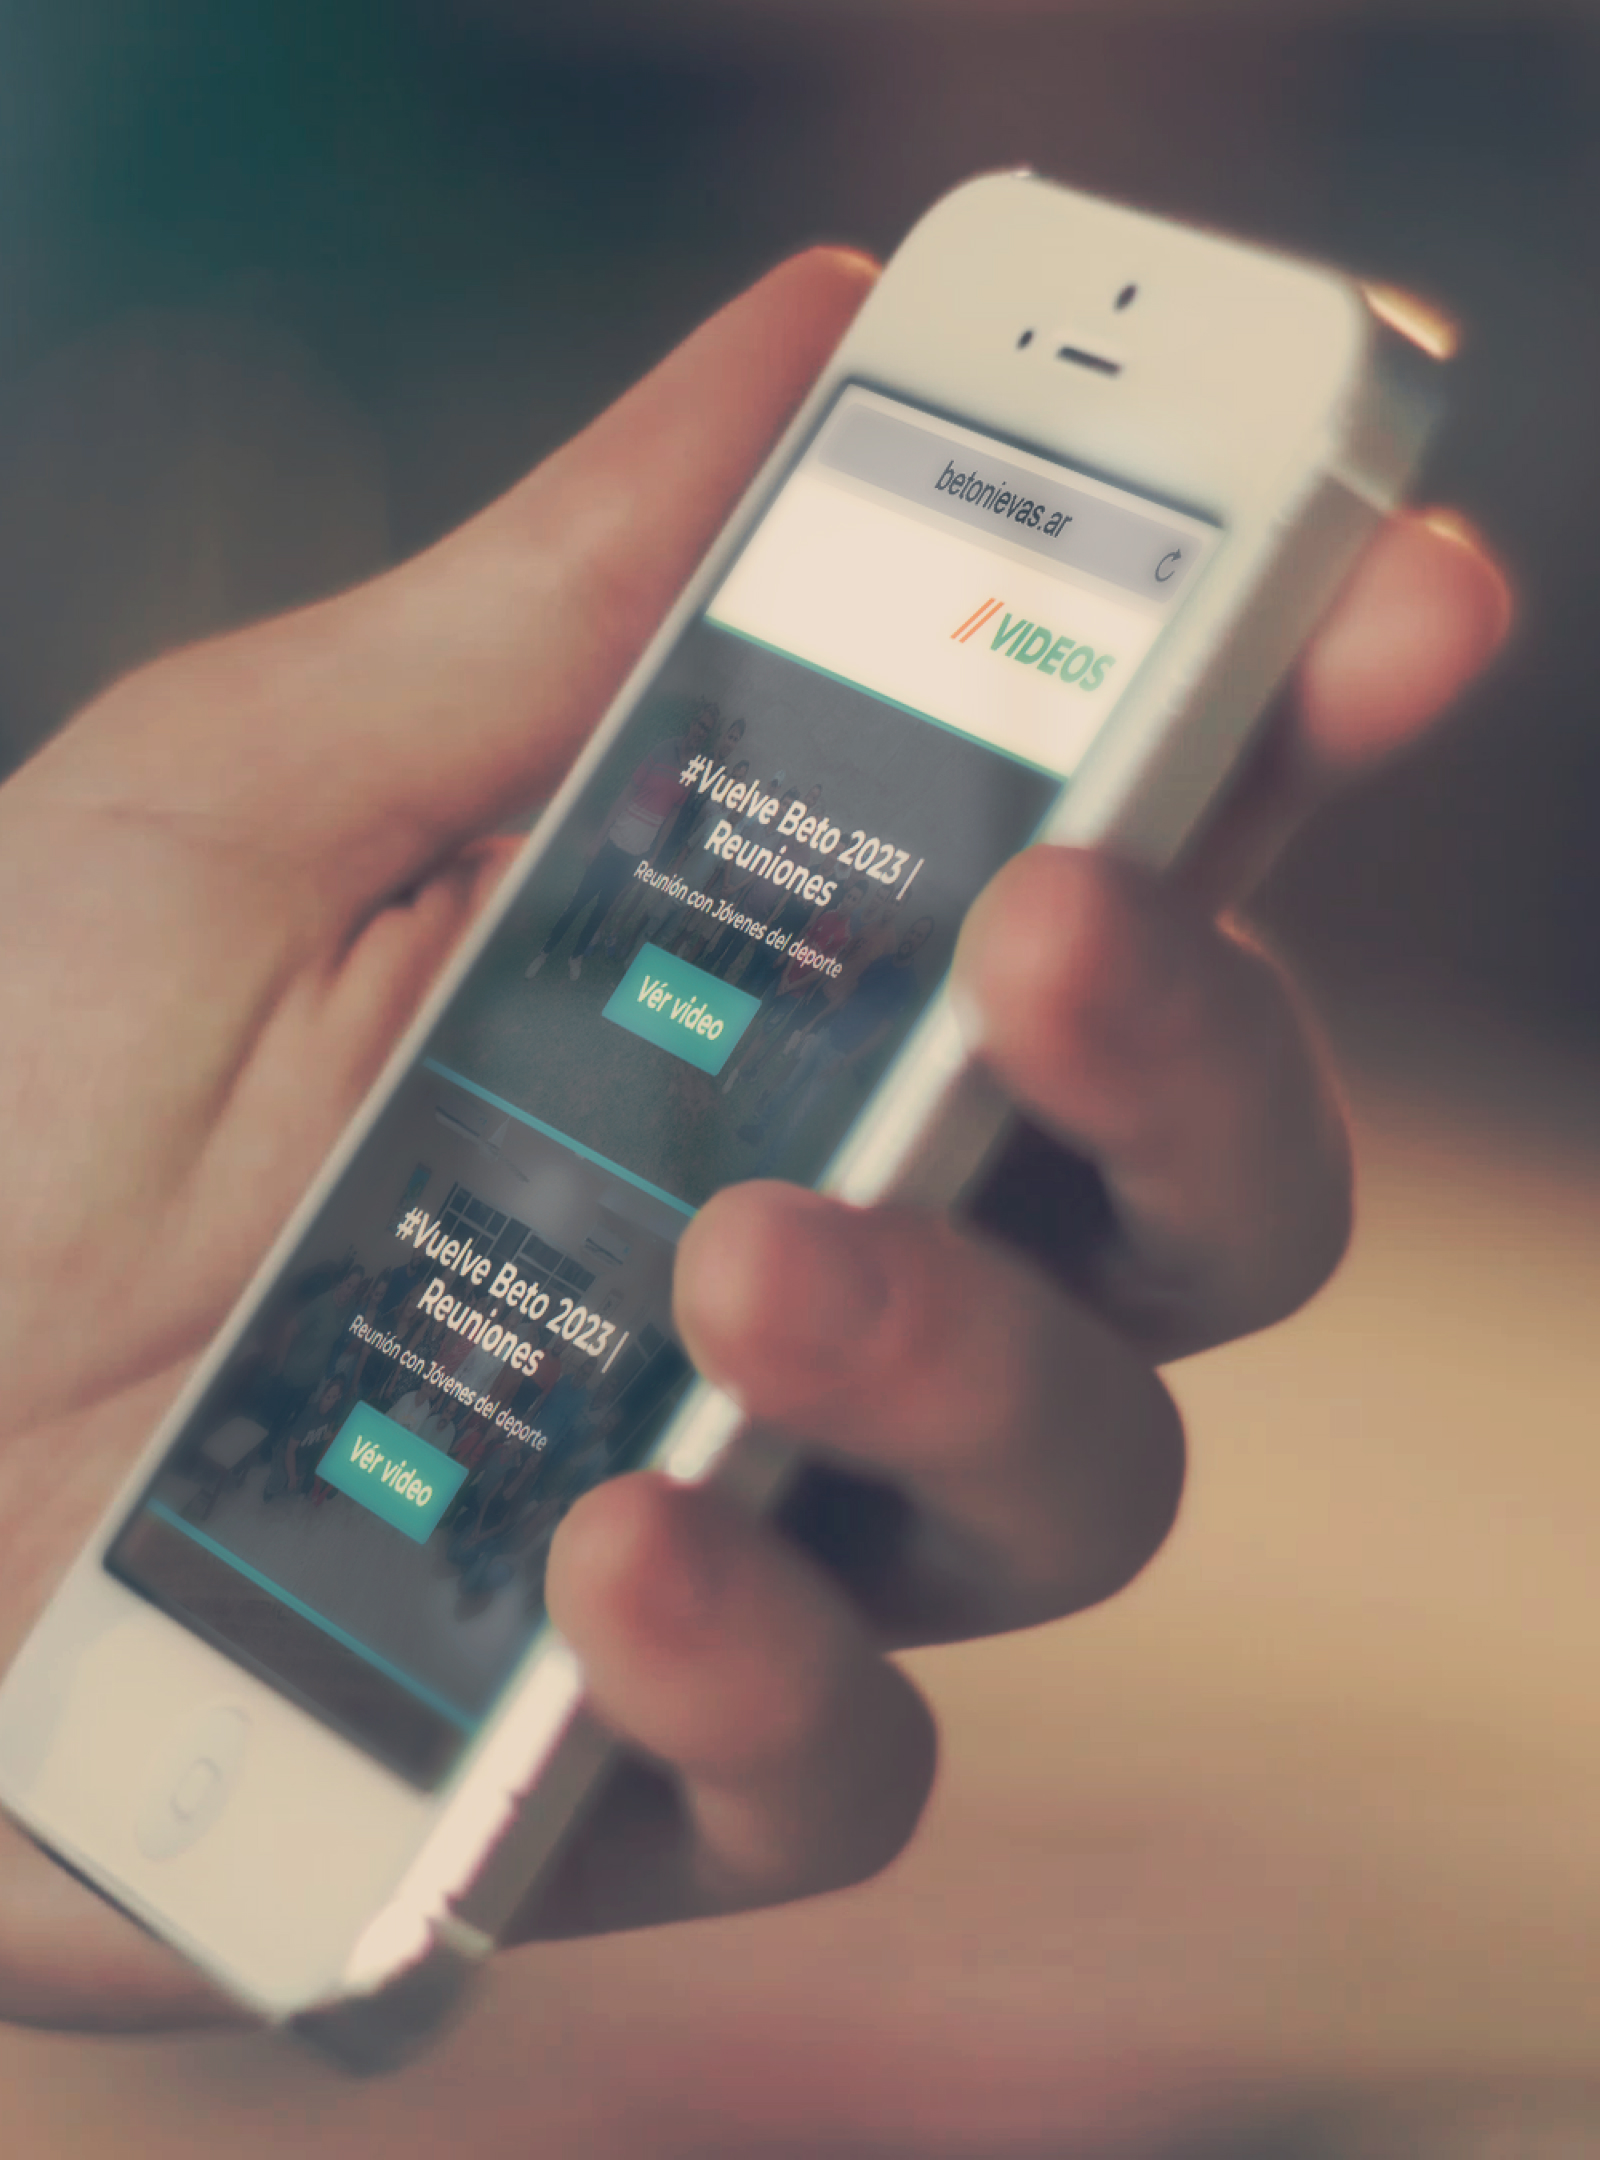 betonievas.ar
// VIDEOS
#Vuelve Beto 2023 |
Reuniones
Reunión con Jóvenes del deporte
Vér video
#Vuelve Beto 2023 |
Reuniones
Reunión con Jóvenes del deporte
Vér video